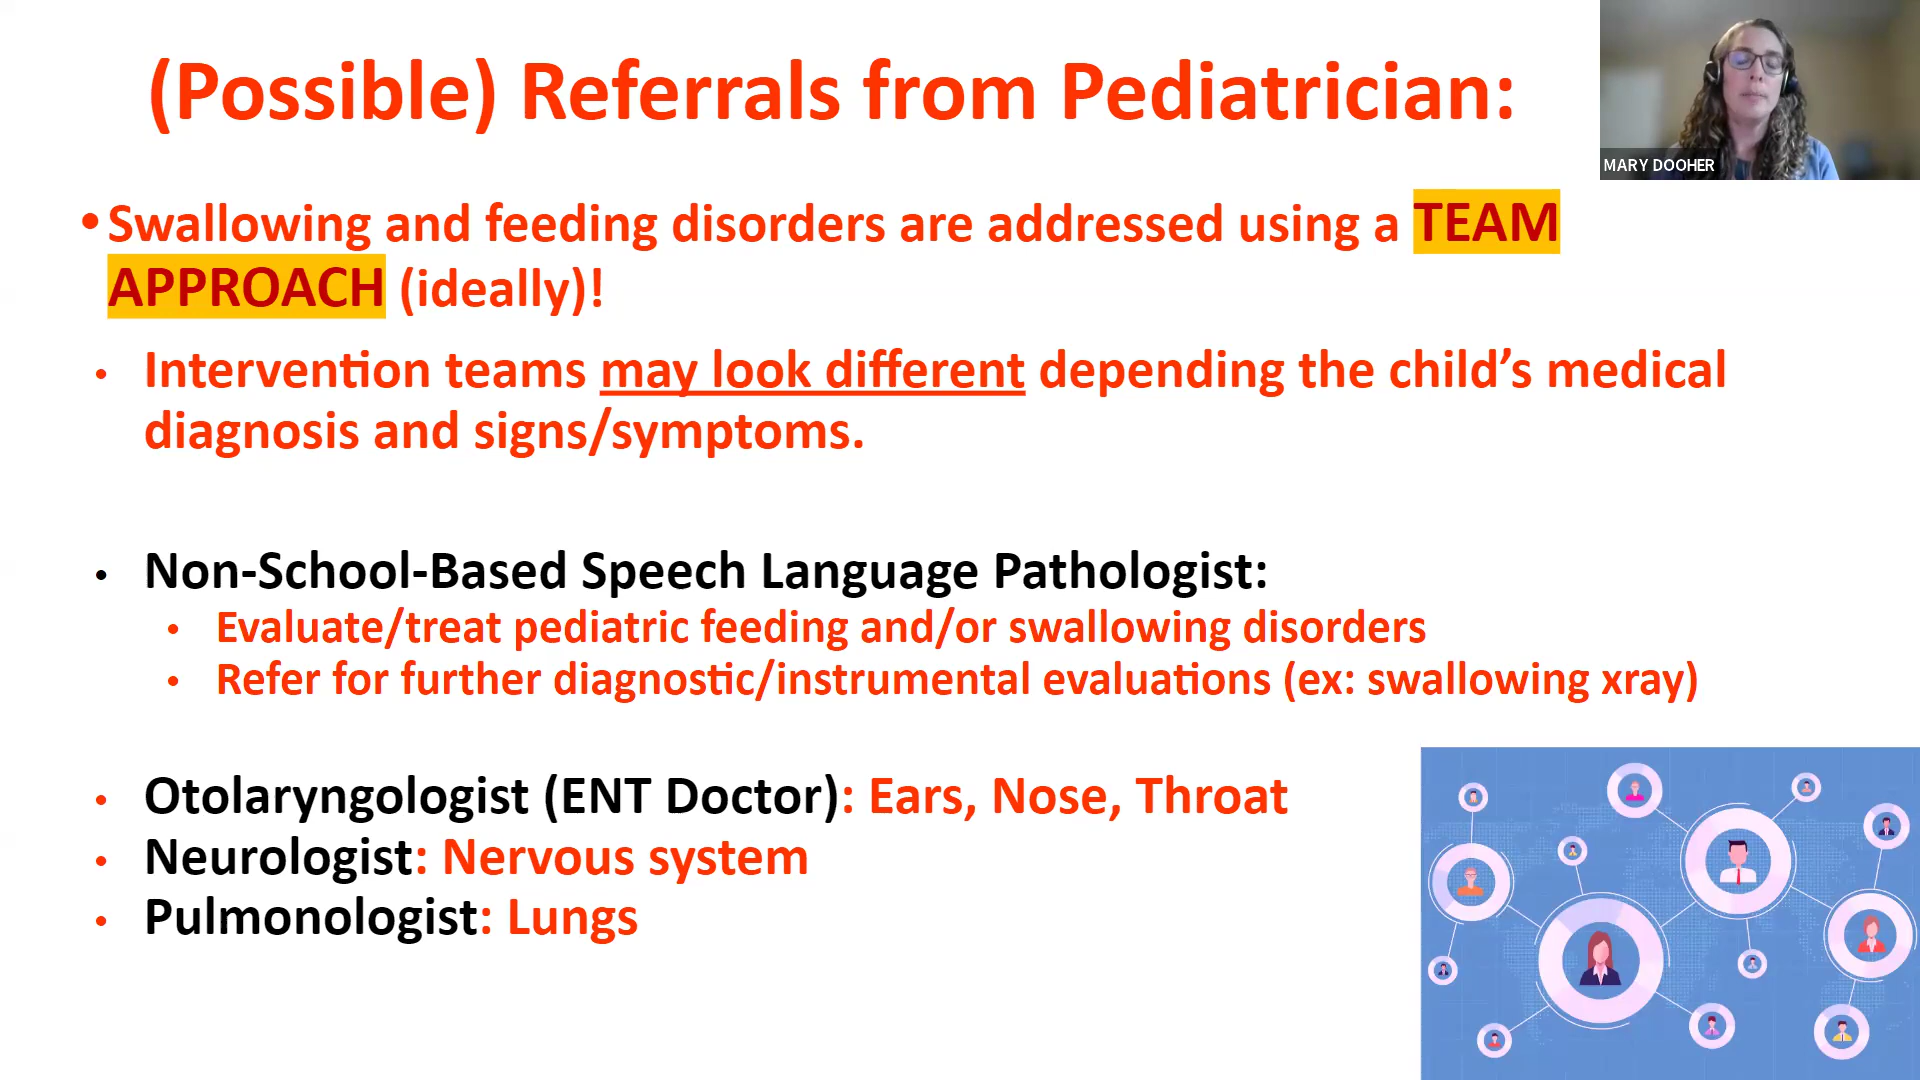 (Possible) Referrals from Pediatrician:
MARY DOOHER
•Swallowing and feeding disorders are addressed using a TEAM
APPROACH (ideally)!
• Intervention teams may look different depending the child’s medical
diagnosis and signs/symptoms.
• Non-School-Based Speech Language Pathologist:
• Evaluate/treat pediatric feeding and/or swallowing disorders
• Refer for further diagnostic/instrumental evaluations (ex: swallowing xray)
• Otolaryngologist (ENT Doctor): Ears, Nose, Throat
• Neurologist: Nervous system
• Pulmonologist: Lungs